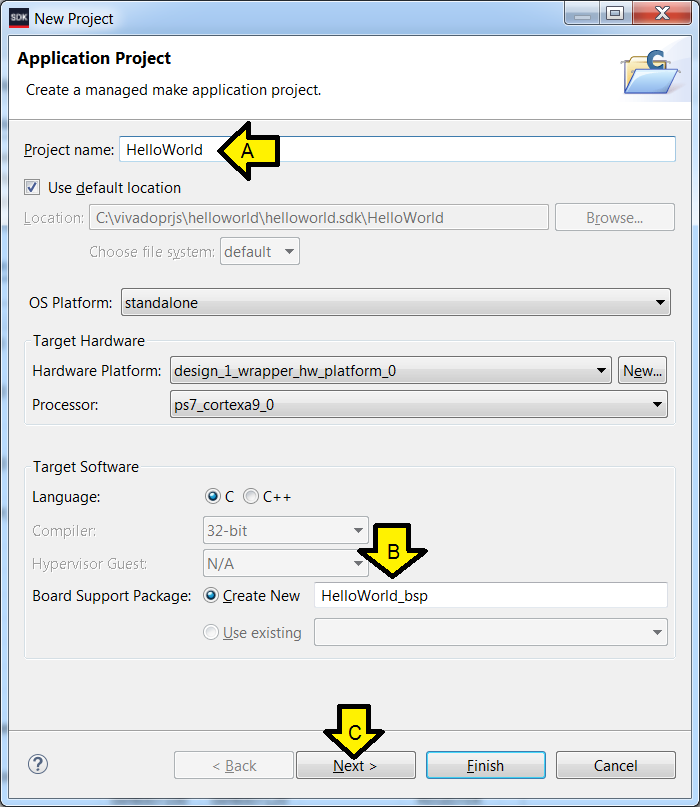 SDK New Project
Application Project
Create a managed make application project.
C
Project name: HelloWorld A
Use default location
Location: C:\vivadoprjs\helloworld\helloworld.sdk\HelloWorld Browse...
Choose file system: default
OS Platform: standalone
Target Hardware
Hardware Platform: design_1_wrapper_hw_platform_0 New...
Processor: ps7_cortexa9_0
Target Software
Language: C C++
Compiler: 32-bit
B
Hypervisor Guest: N/A
Board Support Package: Create New HelloWorld_bsp
Use existing
C
? < Back Next > Finish Cancel